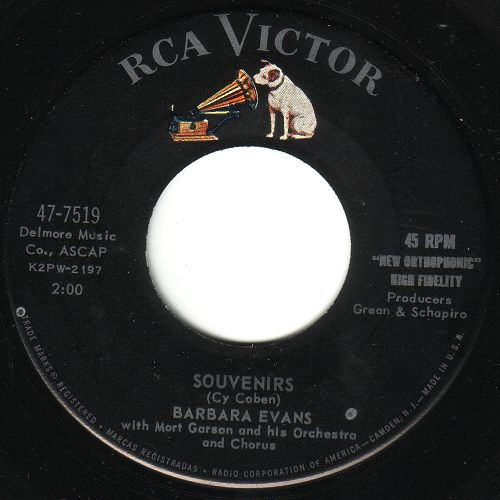 RCA VICTOR
47-7519
Delmore Music
Co., ASCAP
K2PW-2197
2:00
45 RPM
"NEW ORTHOPHONIC"
HIGH FIDELITY
Producers
Grean & Schapiro
SOUVENIRS
(Cy Coben)
BARBARA EVANS
with Mort Garson and his Orchestra
and Chorus
TRADE MARKS ® REGISTERED • MARCAS REGISTRADAS • RADIO CORPORATION OF AMERICA—CAMDEN, N.J.—MADE IN U.S.A.